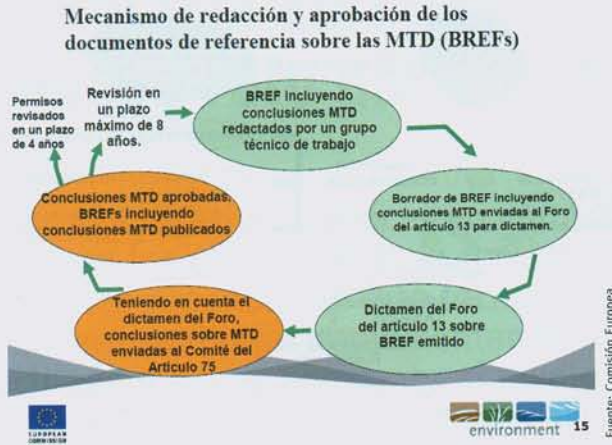 Mecanismo de redacción y aprobación de los
documentos de referencia sobre las MTD (BREFs)
Permisos
revisados
en un plazo
de 4 años
Revisión en
un plazo
máximo de 8
años.
BREF incluyendo
conclusiones MTD
redactados por un grupo
técnico de trabajo
Borrador de BREF incluyendo
conclusiones MTD enviadas al Foro
del artículo 13 para dictamen.
Dictamen del Foro
del artículo 13 sobre
BREF emitido
Teniendo en cuenta el
dictamen del Foro,
conclusiones sobre MTD
enviadas al Comité del
Artículo 75
Conclusiones MTD aprobadas.
BREFs incluyendo
conclusiones MTD publicados
EUROPEAN
COMMISSION
environment
15
Fuente: Comisión Europea